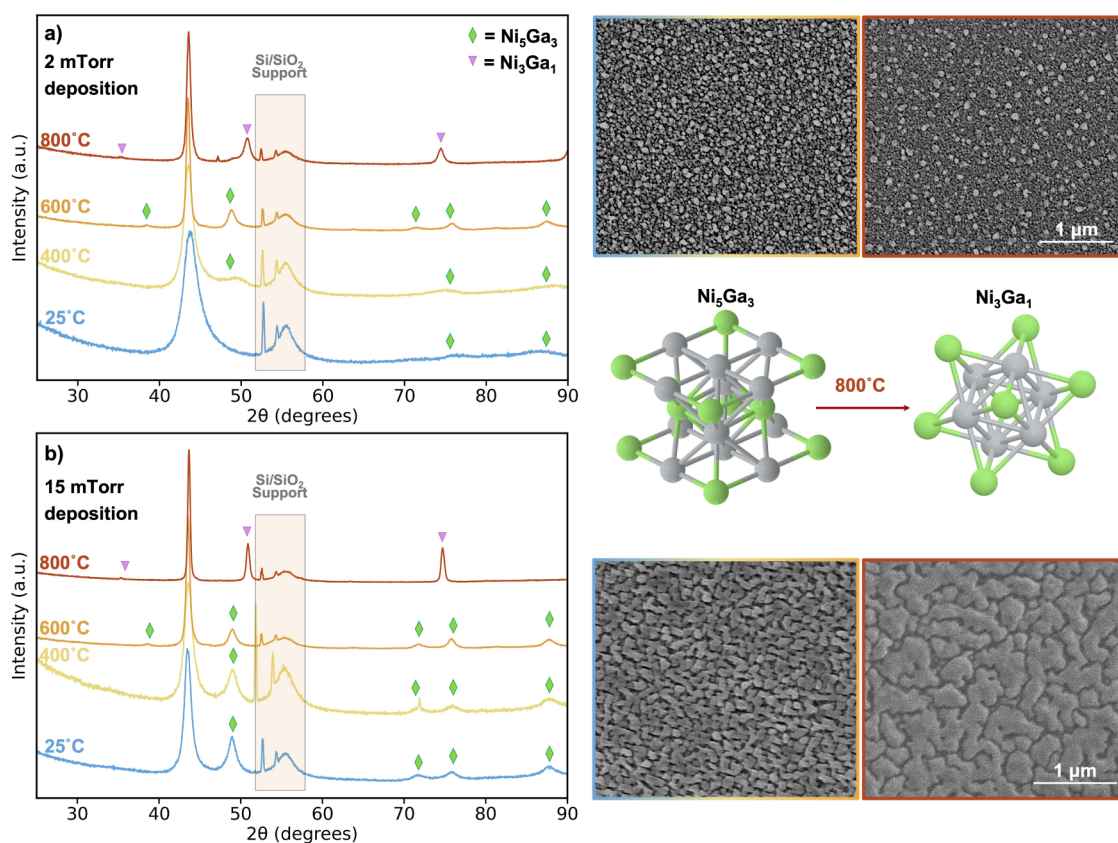 a)
2 mTorr
deposition
= Ni₅Ga₃
= Ni₃Ga₁
Si/SiO₂
Support
800˚C
600˚C
400˚C
25˚C
Intensity (a.u.)
30 40 50 60 70 80 90
2θ (degrees)
1 µm
Ni₅Ga₃
Ni₃Ga₁
800˚C
b)
15 mTorr
deposition
Si/SiO₂
Support
800˚C
600˚C
400˚C
25˚C
Intensity (a.u.)
30 40 50 60 70 80 90
2θ (degrees)
1 µm